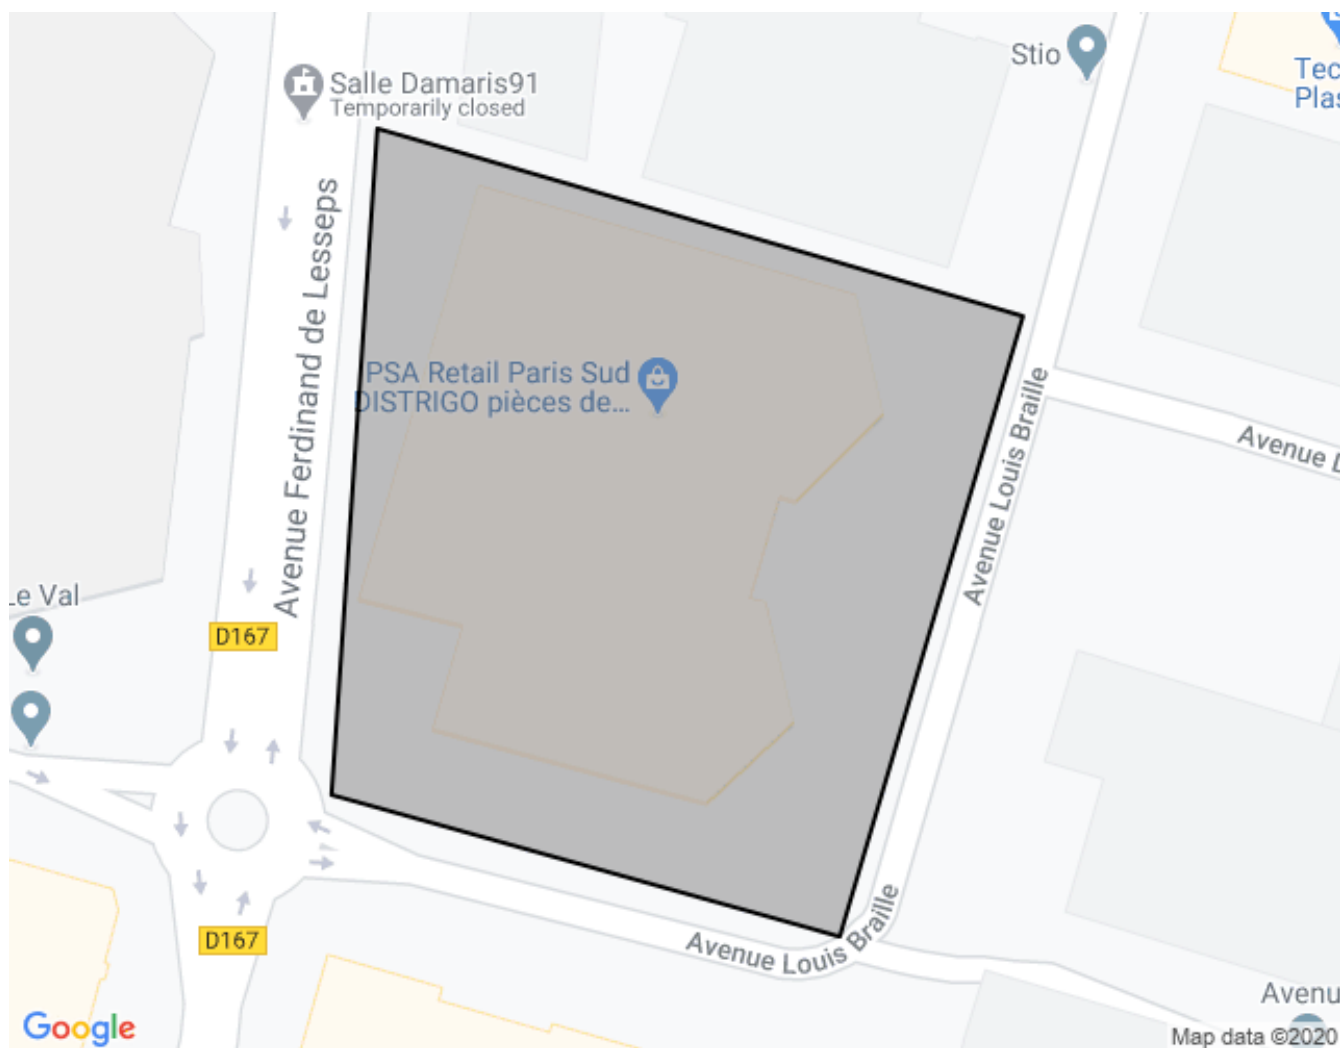 Stio
Tec
Plas
Salle Damaris91
Temporarily closed
Avenue Ferdinand de Lesseps
PSA Retail Paris Sud
DISTRIGO pièces de...
Avenue Louis Braille
Avenue D
Le Val
D167
D167
Avenue Louis Braille
Avenu
Google
Map data ©2020